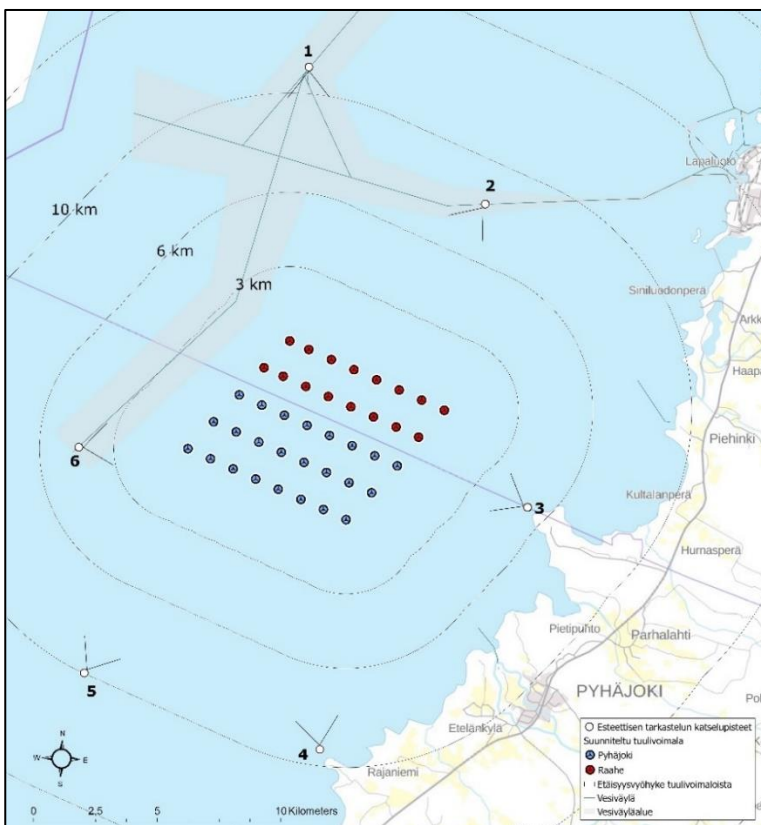 1
2
Lapaluoto
10 km
6 km
3 km
Siniluodonperä
Arkk
Haapa
Piehinki
6
Kultalanperä
3
Hurnasperä
Pietipuhto
Parhalahti
5
PYHÄJOKI
Pol
Etelänkylä
4
Rajaniemi
N
W E
S
0 2,5 5 10 Kilometers
Esteettisen tarkastelun katselupisteet
Suunniteltu tuulivoimala
Pyhäjoki
Raahe
Etäisyysvyöhyke tuulivoimaloista
Vesiväylä
Vesiväyläalue